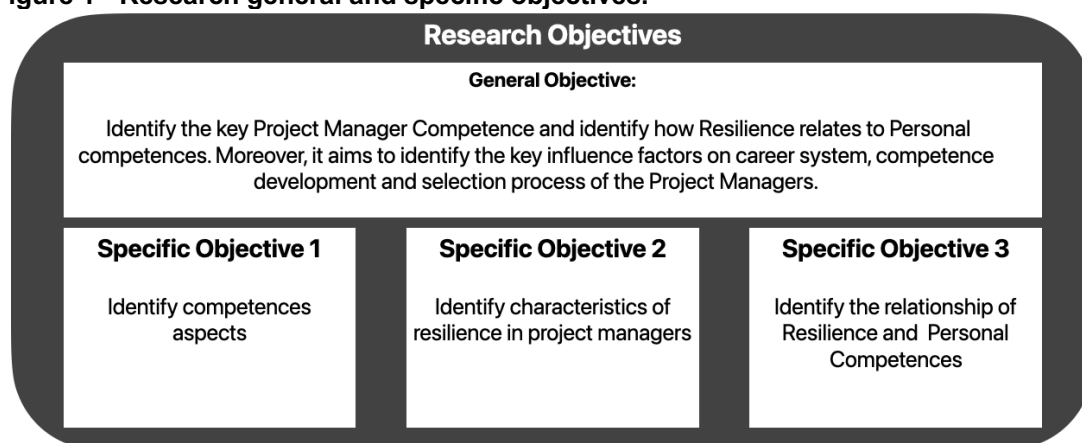 igure 1 - Research general and specific objectives.
Research Objectives
General Objective:
Identify the key Project Manager Competence and identify how Resilience relates to Personal
competences. Moreover, it aims to identify the key influence factors on career system, competence
development and selection process of the Project Managers.
Specific Objective 1
Identify competences
aspects
Specific Objective 2
Identify characteristics of
resilience in project managers
Specific Objective 3
Identify the relationship of
Resilience and Personal
Competences